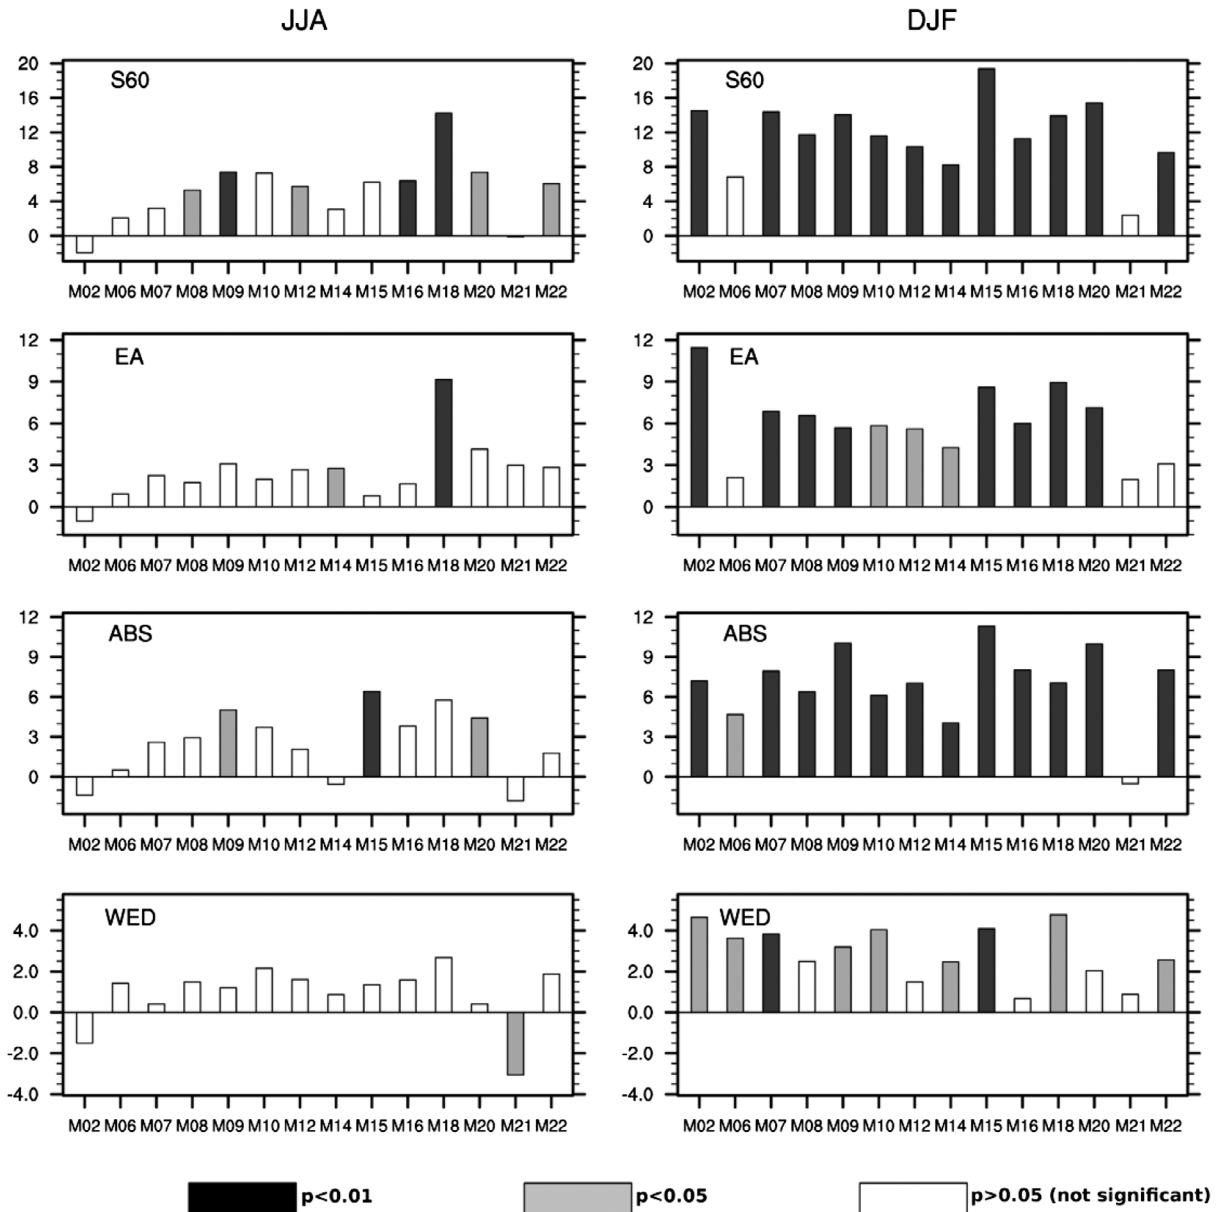 JJA DJF
20 20
S60 S60
16 16
12 12
8 8
4 4
0 0
M02 M06 M07 M08 M09 M10 M12 M14 M15 M16 M18 M20 M21 M22 M02 M06 M07 M08 M09 M10 M12 M14 M15 M16 M18 M20 M21 M22
12 12
EA EA
9 9
6 6
3 3
0 0
M02 M06 M07 M08 M09 M10 M12 M14 M15 M16 M18 M20 M21 M22 M02 M06 M07 M08 M09 M10 M12 M14 M15 M16 M18 M20 M21 M22
12 12
ABS ABS
9 9
6 6
3 3
0 0
M02 M06 M07 M08 M09 M10 M12 M14 M15 M16 M18 M20 M21 M22 M02 M06 M07 M08 M09 M10 M12 M14 M15 M16 M18 M20 M21 M22
WED WED
4.0 4.0
2.0 2.0
0.0 0.0
-2.0 -2.0
-4.0 -4.0
M02 M06 M07 M08 M09 M10 M12 M14 M15 M16 M18 M20 M21 M22 M02 M06 M07 M08 M09 M10 M12 M14 M15 M16 M18 M20 M21 M22
p<0.01 p<0.05 p>0.05 (not significant)